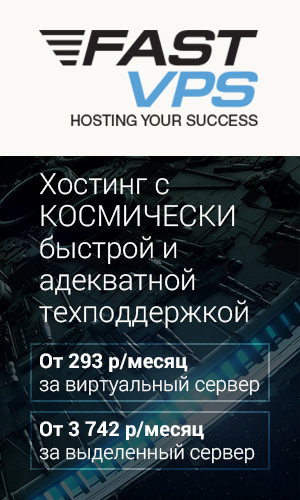 FAST
VPS
HOSTING YOUR SUCCESS
Хостинг с
КОСМИЧЕСКИ
быстрой и
адекватной
техподдержкой
От 293 р/месяц
за виртуальный сервер
От 3 742 р/месяц
за выделенный сервер